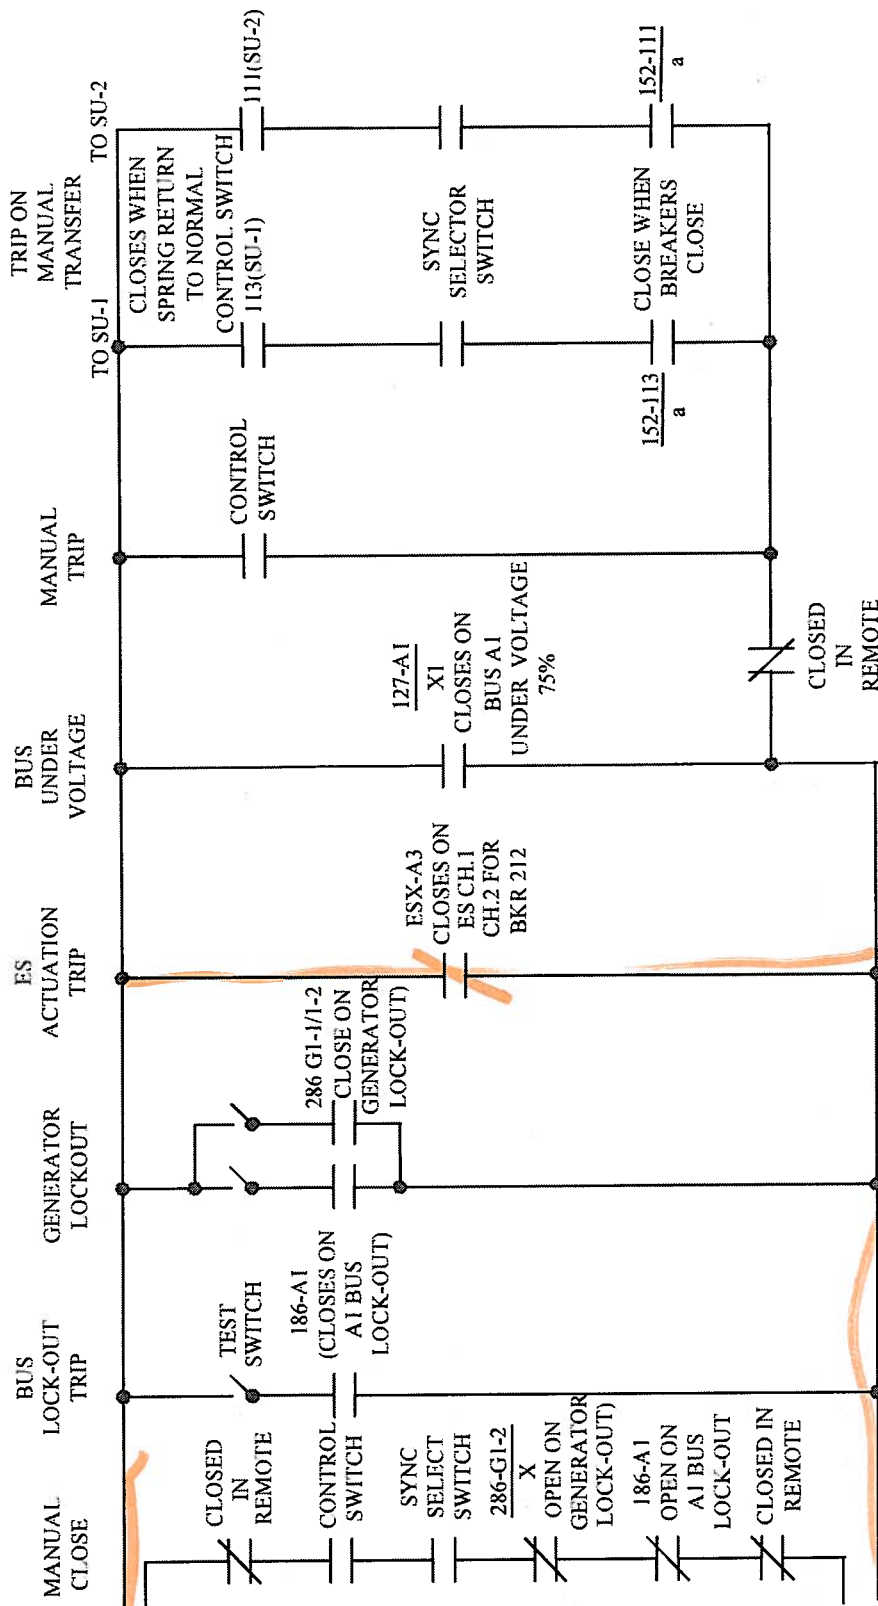 MANUAL
CLOSE
CLOSED
IN
REMOTE
CONTROL
SWITCH
SYNC
SELECT
SWITCH
286-G1-2
X
OPEN ON
GENERATOR
LOCK-OUT)
186-A1
OPEN ON
A1 BUS
LOCK-OUT
CLOSED IN
REMOTE
BUS
LOCK-OUT
TRIP
TEST
SWITCH
186-A1
(CLOSES ON
A1 BUS
LOCK-OUT)
GENERATOR
LOCKOUT
286 G1-1/1-2
CLOSE ON
GENERATOR
LOCK-OUT)
ES
ACTUATION
TRIP
ESX-A3
CLOSES ON
ES CH.1
CH.2 FOR
BKR 212
BUS
UNDER
VOLTAGE
127-A1
X1
CLOSES ON
BUS A1
UNDER VOLTAGE
75%
MANUAL
TRIP
CONTROL
SWITCH
CLOSED
IN
REMOTE
TRIP ON
MANUAL
TRANSFER
TO SU-1
TO SU-2
CLOSES WHEN
SPRING RETURN
TO NORMAL
CONTROL SWITCH
113(SU-1)
111(SU-2)
SYNC
SELECTOR
SWITCH
CLOSE WHEN
BREAKERS
CLOSE
152-113
a
152-111
a